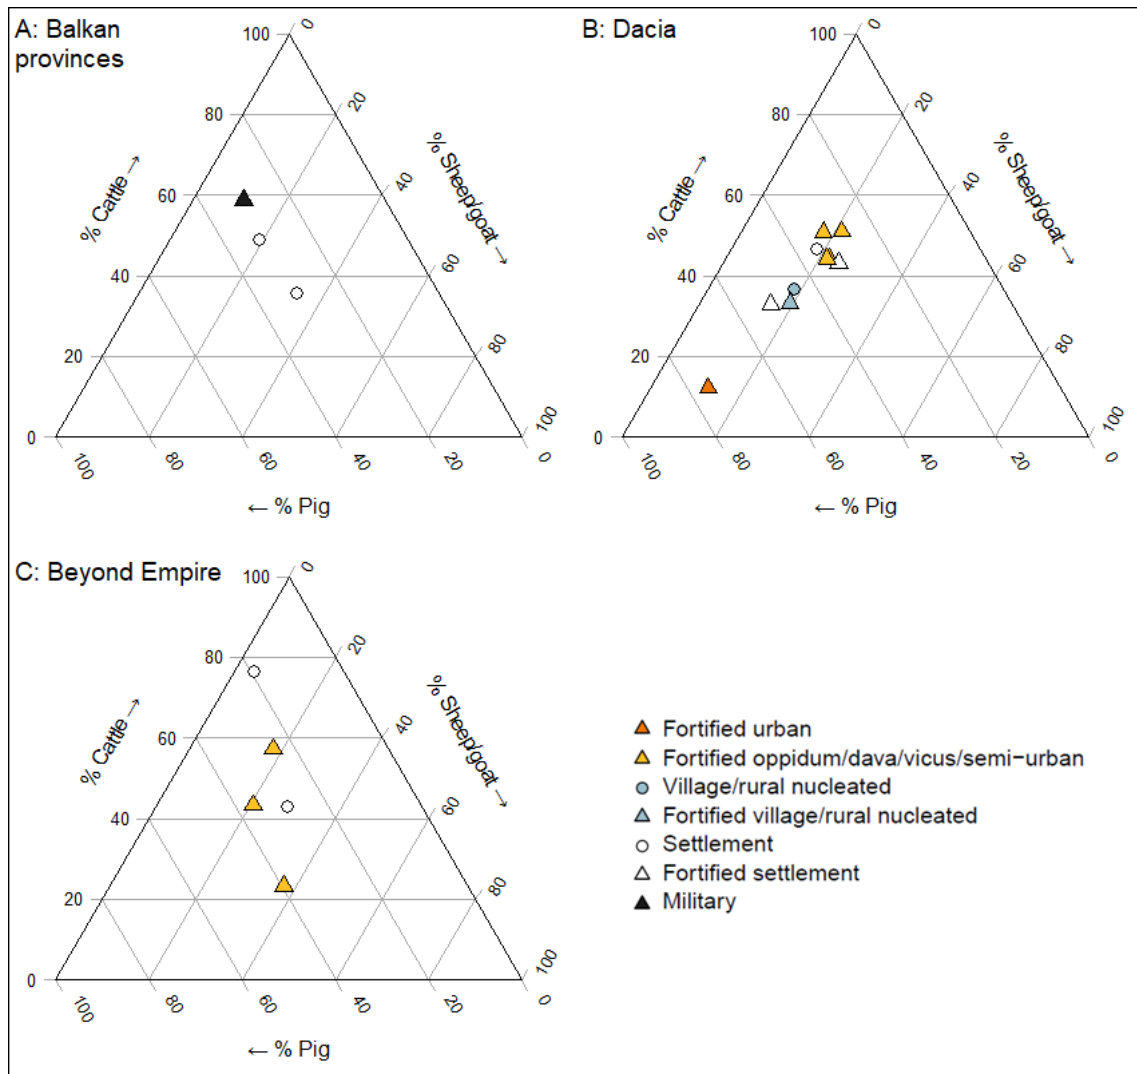 A: Balkan
provinces
100
0
80
20
% Cattle →
% Sheep/goat →
60
40
40
60
20
80
0
100
100
80
60
40
20
0
← % Pig
B: Dacia
100
0
80
20
% Cattle →
% Sheep/goat →
60
40
40
60
20
80
0
100
100
80
60
40
20
0
← % Pig
C: Beyond Empire
100
0
80
20
% Cattle →
% Sheep/goat →
60
40
40
60
20
80
0
100
100
80
60
40
20
0
← % Pig
Fortified urban
Fortified oppidum/dava/vicus/semi−urban
Village/rural nucleated
Fortified village/rural nucleated
Settlement
Fortified settlement
Military